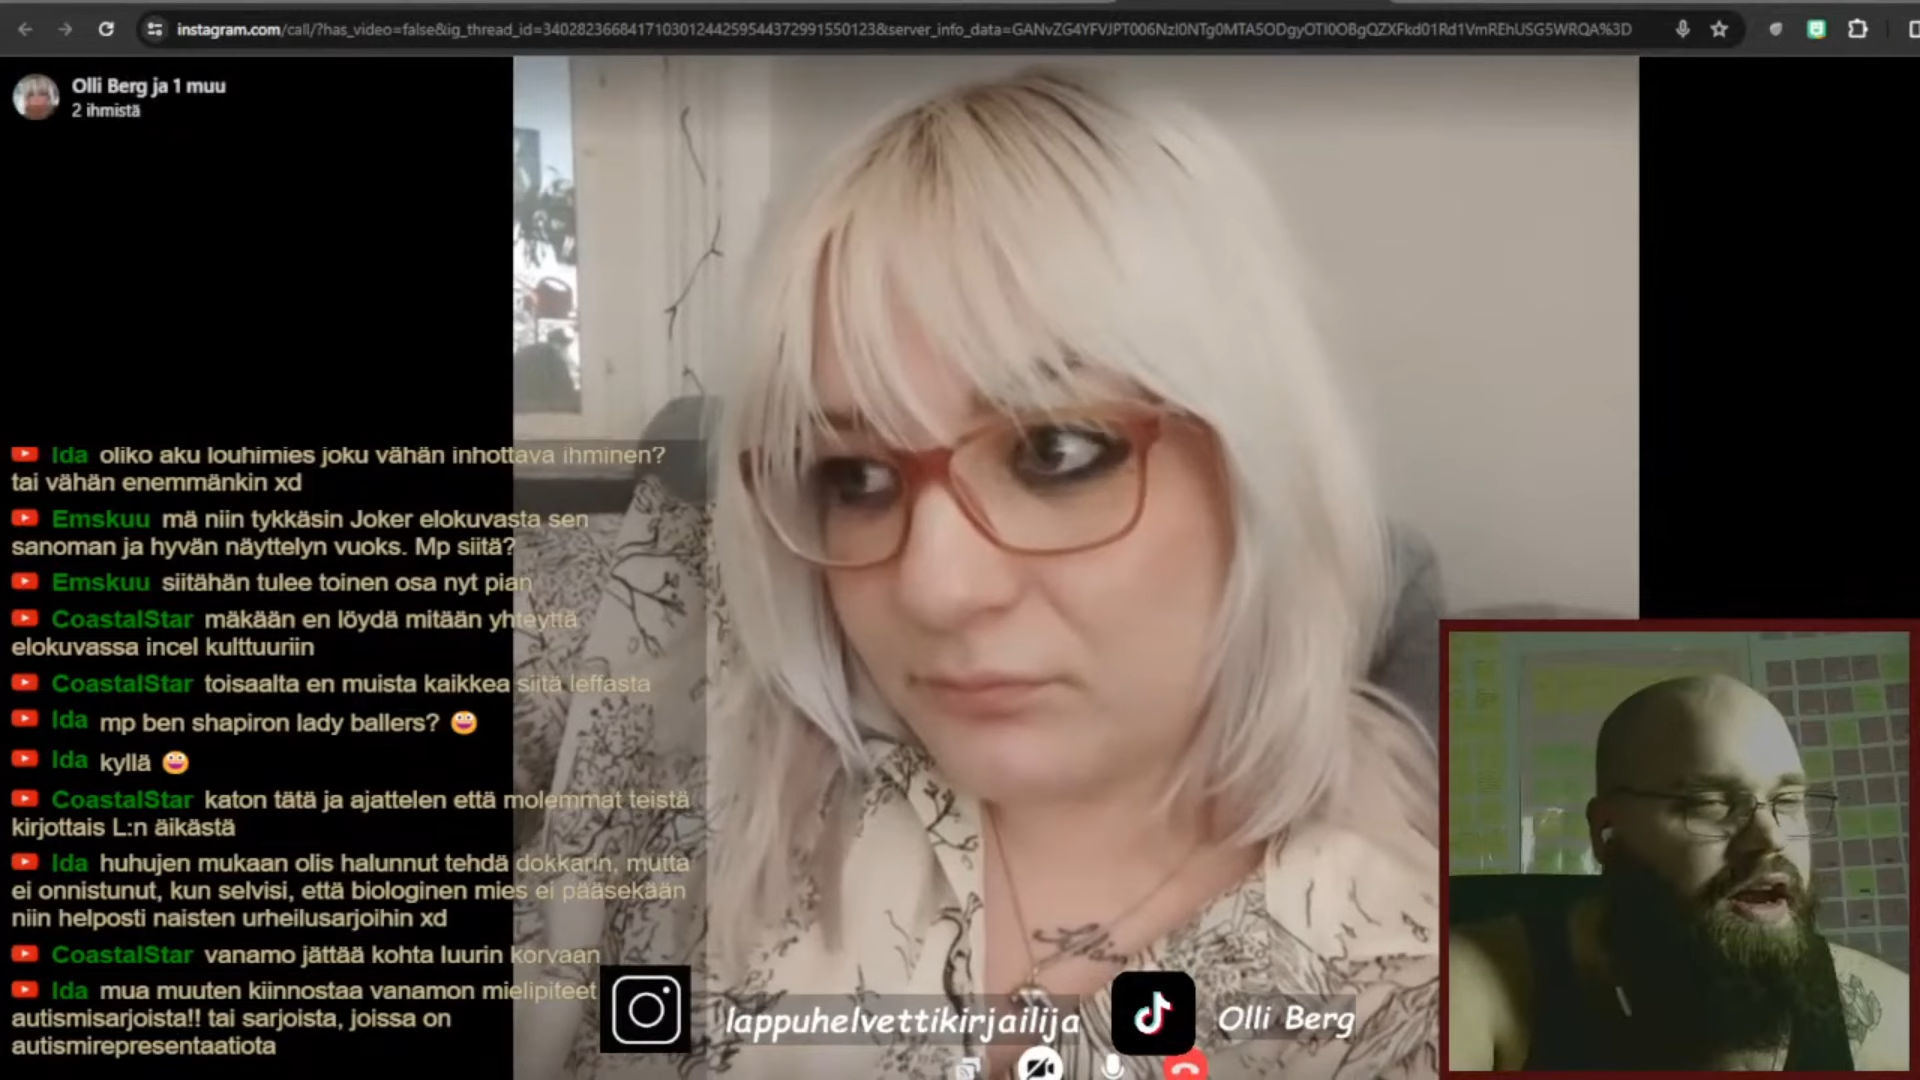 instagram.com/call/?has_video=false&ig_thread_id=340282366841710301244259544372991550123&server_info_data=GANvZG4YFVJPT006NzI0NTg0MTA5ODgyOTI0OBgQZXFkd01Rd1VmREhUSG5WRQA%3D
Olli Berg ja 1 muu
2 ihmistä
Ida oliko aku louhimies joku vähän inhottava ihminen?
tai vähän enemmänkin xd
Emskuu mä niin tykkäsin Joker elokuvasta sen
sanoman ja hyvän näyttelyn vuoks. Mp siitä?
Emskuu siitähän tulee toinen osa nyt pian
CoastalStar mäkään en löydä mitään yhteyttä
elokuvassa incel kulttuuriin
CoastalStar toisaalta en muista kaikkea siitä leffasta
Ida mp ben shapiron lady ballers?
Ida kyllä
CoastalStar katon tätä ja ajattelen että molemmat teistä
kirjottais L:n äikästä
Ida huhujen mukaan olis halunnut tehdä dokkarin, mutta
ei onnistunut, kun selvisi, että biologinen mies ei pääsekään
niin helposti naisten urheilusarjoihin xd
CoastalStar vanamo jättää kohta luurin korvaan
Ida mua muuten kiinnostaa vanamon mielipiteet
autismisarjoista!! tai sarjoista, joissa on
autismirepresentaatiota
lappuhelvettikirjailija
Olli Berg